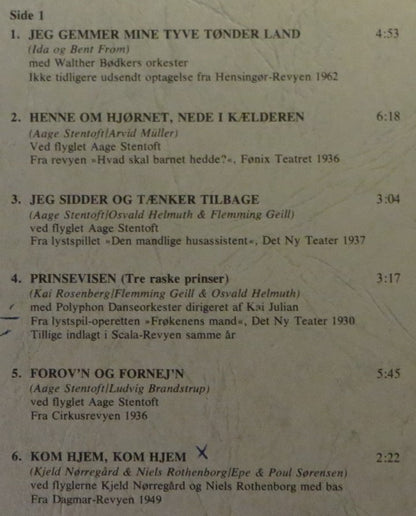 Side 1
1. JEG GEMMER MINE TYVE TØNDER LAND 4:53
(Ida og Bent From)
med Walther Bødkers orkester
Ikke tidligere udsendt optagelse fra Hensingør-Revyen 1962
2. HENNE OM HJØRNET, NEDE I KÆLDEREN 6:18
(Aage Stentoft/Arvid Müller)
Ved flyglet Aage Stentoft
Fra revyen »Hvad skal barnet hedde?«, Fønix Teatret 1936
3. JEG SIDDER OG TÆNKER TILBAGE 3:04
(Aage Stentoft/Osvald Helmuth & Flemming Geill)
ved flyglet Aage Stentoft
Fra lystspillet »Den mandlige husassistent«, Det Ny Teater 1937
4. PRINSEVISEN (Tre raske prinser) 3:17
(Kai Rosenberg/Flemming Geill & Osvald Helmuth)
med Polyphon Danseorkester dirigeret af Kai Julian
Fra lystspil-operetten »Frøkenens mand«, Det Ny Teater 1930
Tillige indlagt i Scala-Revyen samme år
5. FOROV'N OG FORNEJ'N 5:45
(Aage Stentoft/Ludvig Brandstrup)
ved flyglet Aage Stentoft
Fra Cirkusrevyen 1936
6. KOM HJEM, KOM HJEM X 2:22
(Kjeld Nørregård & Niels Rothenborg/Epe & Poul Sørensen)
ved flyglerne Kjeld Nørregård og Niels Rothenborg med bas
Fra Dagmar-Revyen 1949